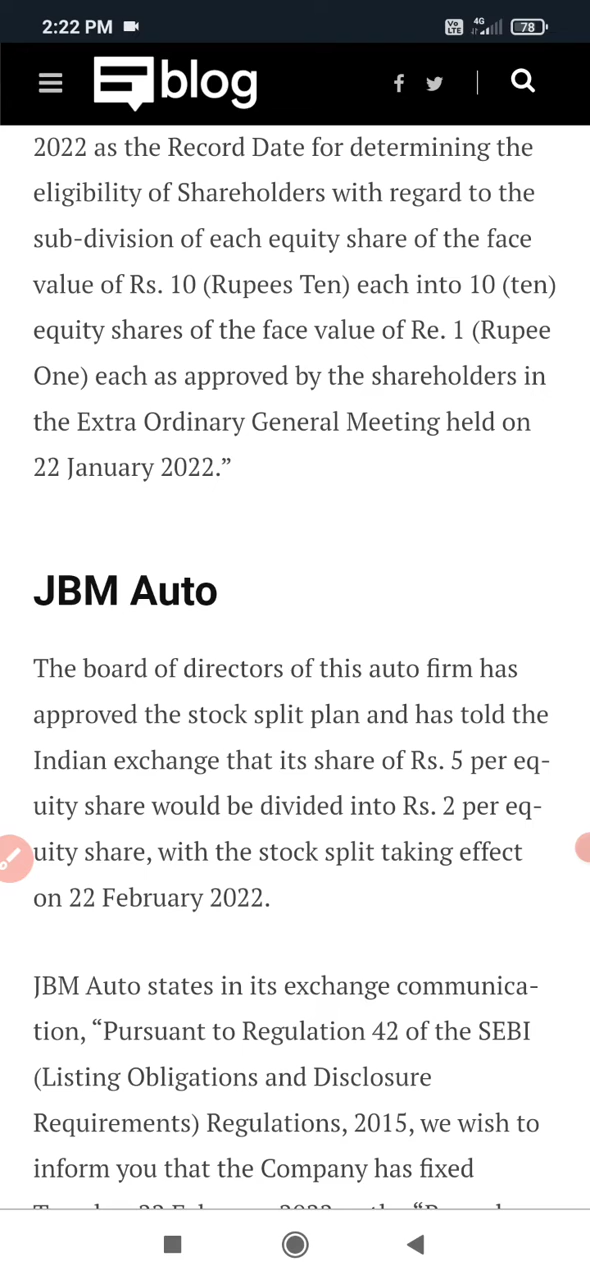 2:22 PM
Vo LTE 4G 78
blog
2022 as the Record Date for determining the
eligibility of Shareholders with regard to the
sub-division of each equity share of the face
value of Rs. 10 (Rupees Ten) each into 10 (ten)
equity shares of the face value of Re. 1 (Rupee
One) each as approved by the shareholders in
the Extra Ordinary General Meeting held on
22 January 2022.”
JBM Auto
The board of directors of this auto firm has
approved the stock split plan and has told the
Indian exchange that its share of Rs. 5 per eq-
uity share would be divided into Rs. 2 per eq-
uity share, with the stock split taking effect
on 22 February 2022.
JBM Auto states in its exchange communica-
tion, “Pursuant to Regulation 42 of the SEBI
(Listing Obligations and Disclosure
Requirements) Regulations, 2015, we wish to
inform you that the Company has fixed